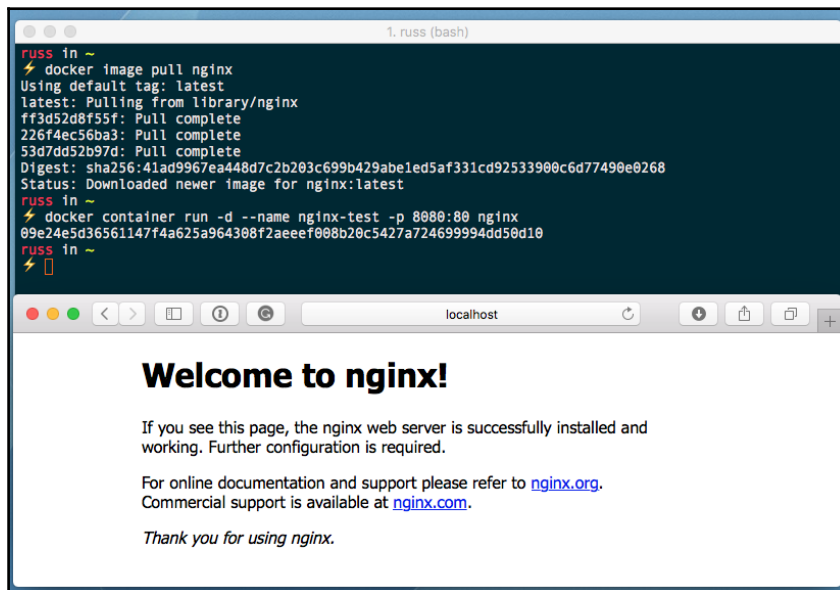 1. russ (bash)
russ in ~
⚡ docker image pull nginx
Using default tag: latest
latest: Pulling from library/nginx
ff3d52d8f55f: Pull complete
226f4ec56ba3: Pull complete
53d7dd52b97d: Pull complete
Digest: sha256:41ad9967ea448d7c2b203c699b429abe1ed5af331cd92533900c6d77490e0268
Status: Downloaded newer image for nginx:latest
russ in ~
⚡ docker container run -d --name nginx-test -p 8080:80 nginx
09e24e5d36561147f4a625a964308f2aeeef008b20c5427a724699994dd50d10
russ in ~
⚡
localhost
Welcome to nginx!
If you see this page, the nginx web server is successfully installed and
working. Further configuration is required.
For online documentation and support please refer to nginx.org.
Commercial support is available at nginx.com.
Thank you for using nginx.